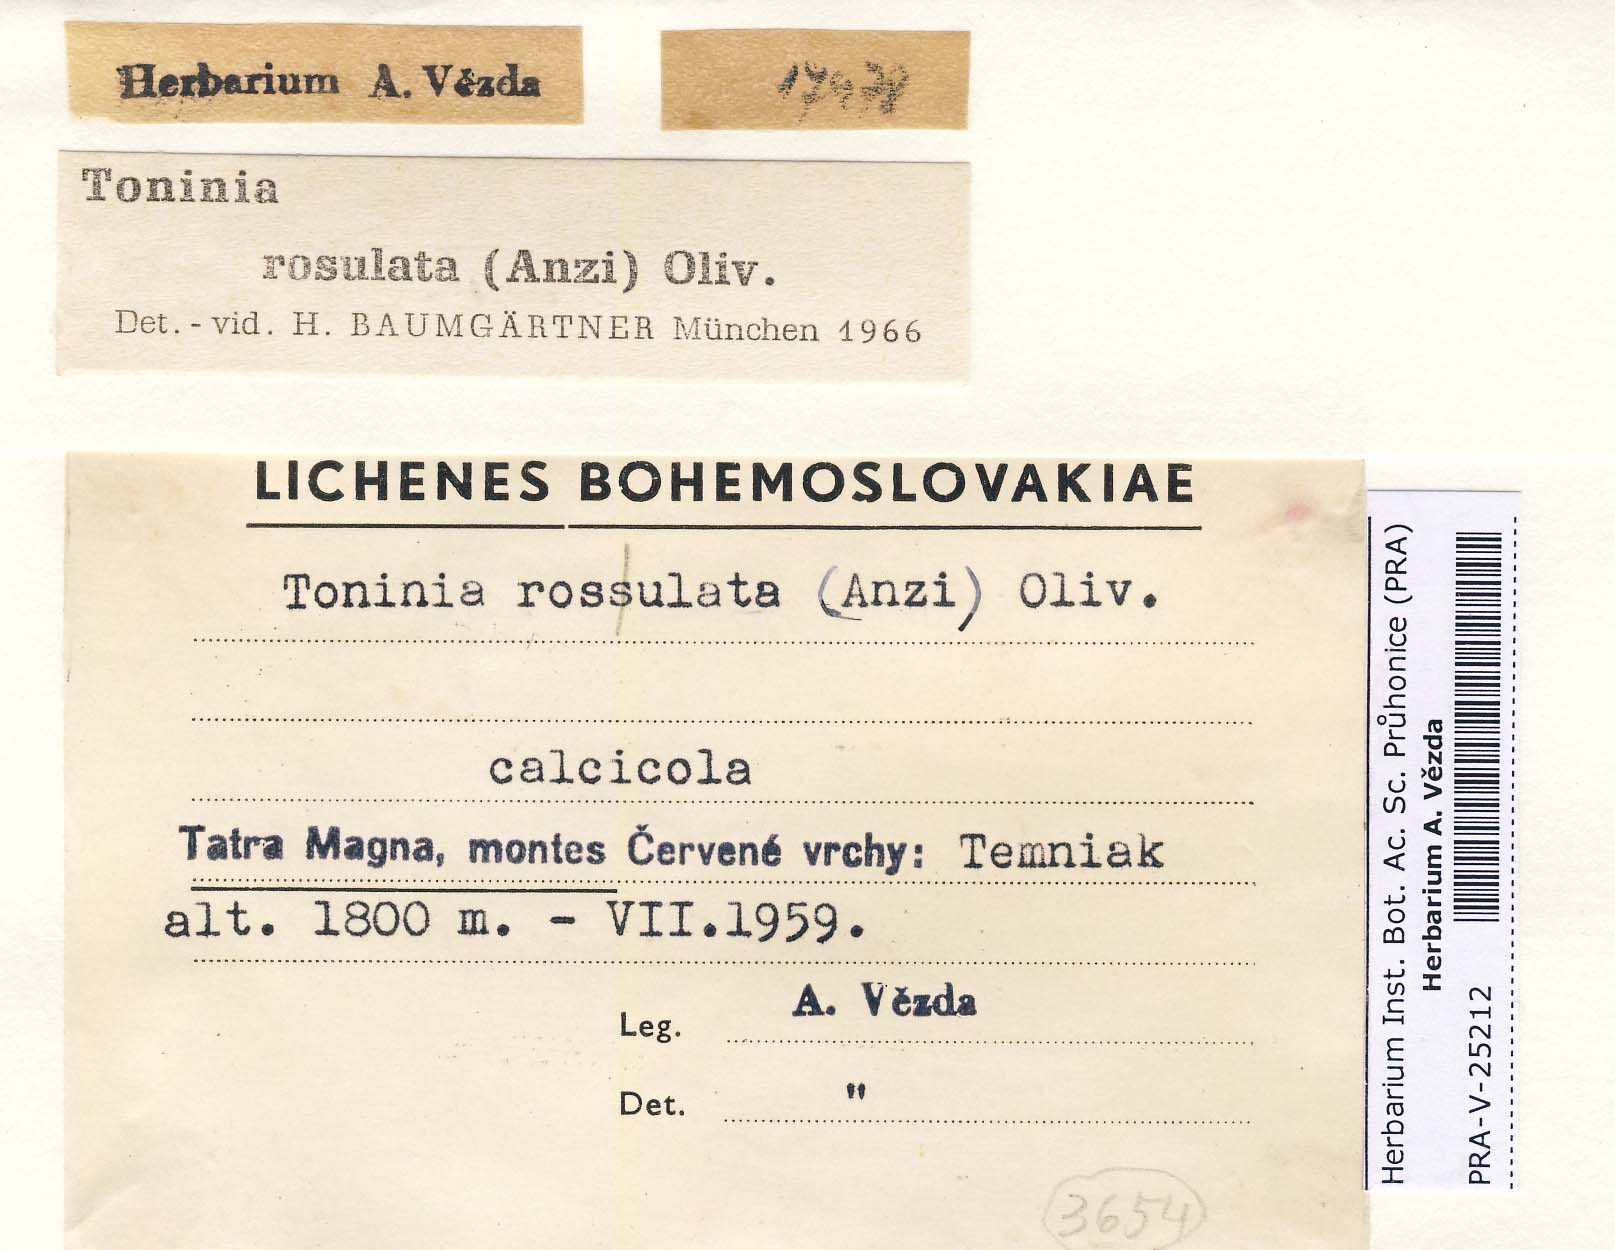 Herbarium A. Vězda
Toninia
rosulata (Anzi) Oliv.
Det. - vid. H. BAUMGÄRTNER München 1966
LICHENES BOHEMOSLOVAKIAE
Toninia rossulata (Anzi) Oliv.
calcicola
Tatra Magna, montes Červené vrchy: Temniak
alt. 1800 m. - VII.1959.
Leg. A. Vězda
Det. "
3654
Herbarium Inst. Bot. Ac. Sc. Průhonice (PRA)
Herbarium A. Vězda
PRA-V-25212